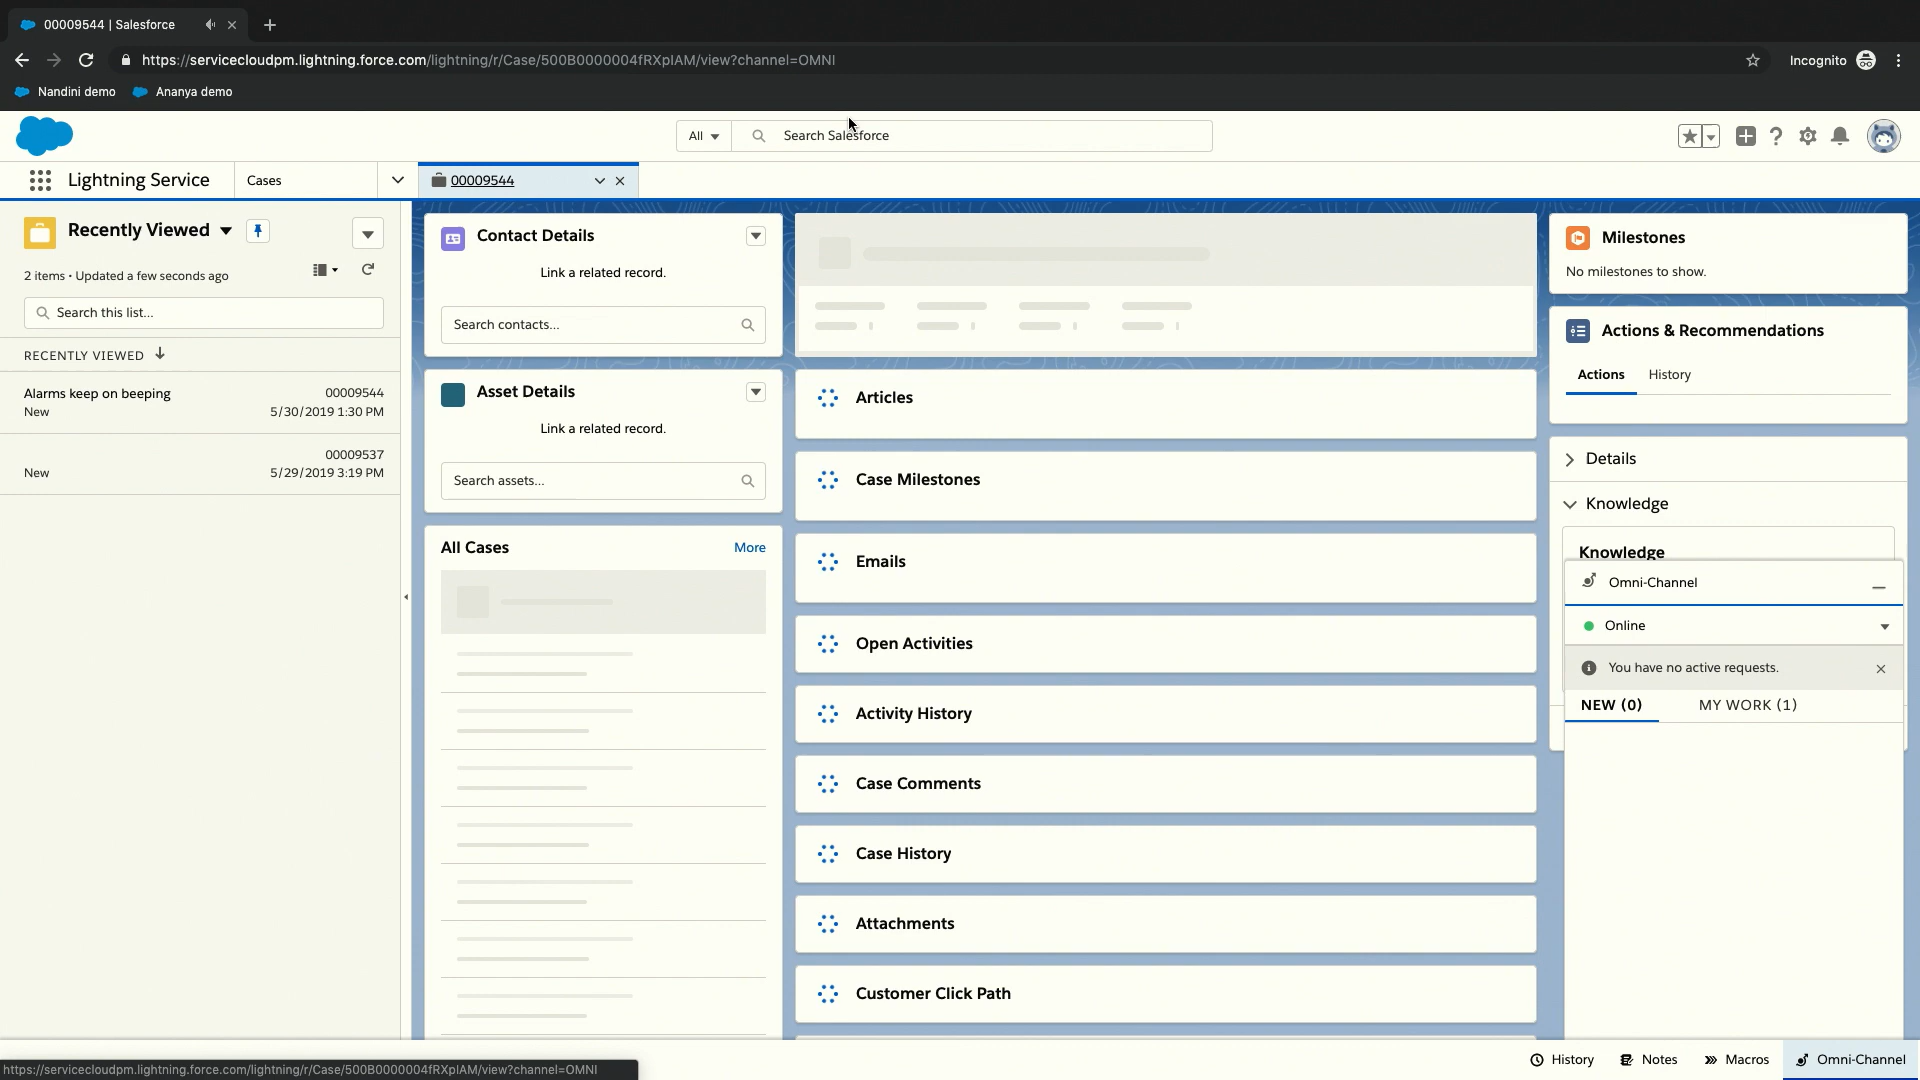 00009544 | Salesforce
https://servicecloudpm.lightning.force.com/lightning/r/Case/500B0000004fRXpIAM/view?channel=OMNI
Incognito
Nandini demo
Ananya demo
All
Search Salesforce
Lightning Service
Cases
00009544
Recently Viewed
2 items • Updated a few seconds ago
Search this list...
RECENTLY VIEWED
Alarms keep on beeping 00009544
New 5/30/2019 1:30 PM
00009537
New 5/29/2019 3:19 PM
Contact Details
Link a related record.
Search contacts...
Asset Details
Link a related record.
Search assets...
All Cases
More
Articles
Case Milestones
Emails
Open Activities
Activity History
Case Comments
Case History
Attachments
Customer Click Path
Milestones
No milestones to show.
Actions & Recommendations
Actions History
Details
Knowledge
Knowledge
Omni-Channel
Online
You have no active requests.
NEW (0) MY WORK (1)
https://servicecloudpm.lightning.force.com/lightning/r/Case/500B0000004fRXpIAM/view?channel=OMNI
History Notes Macros Omni-Channel